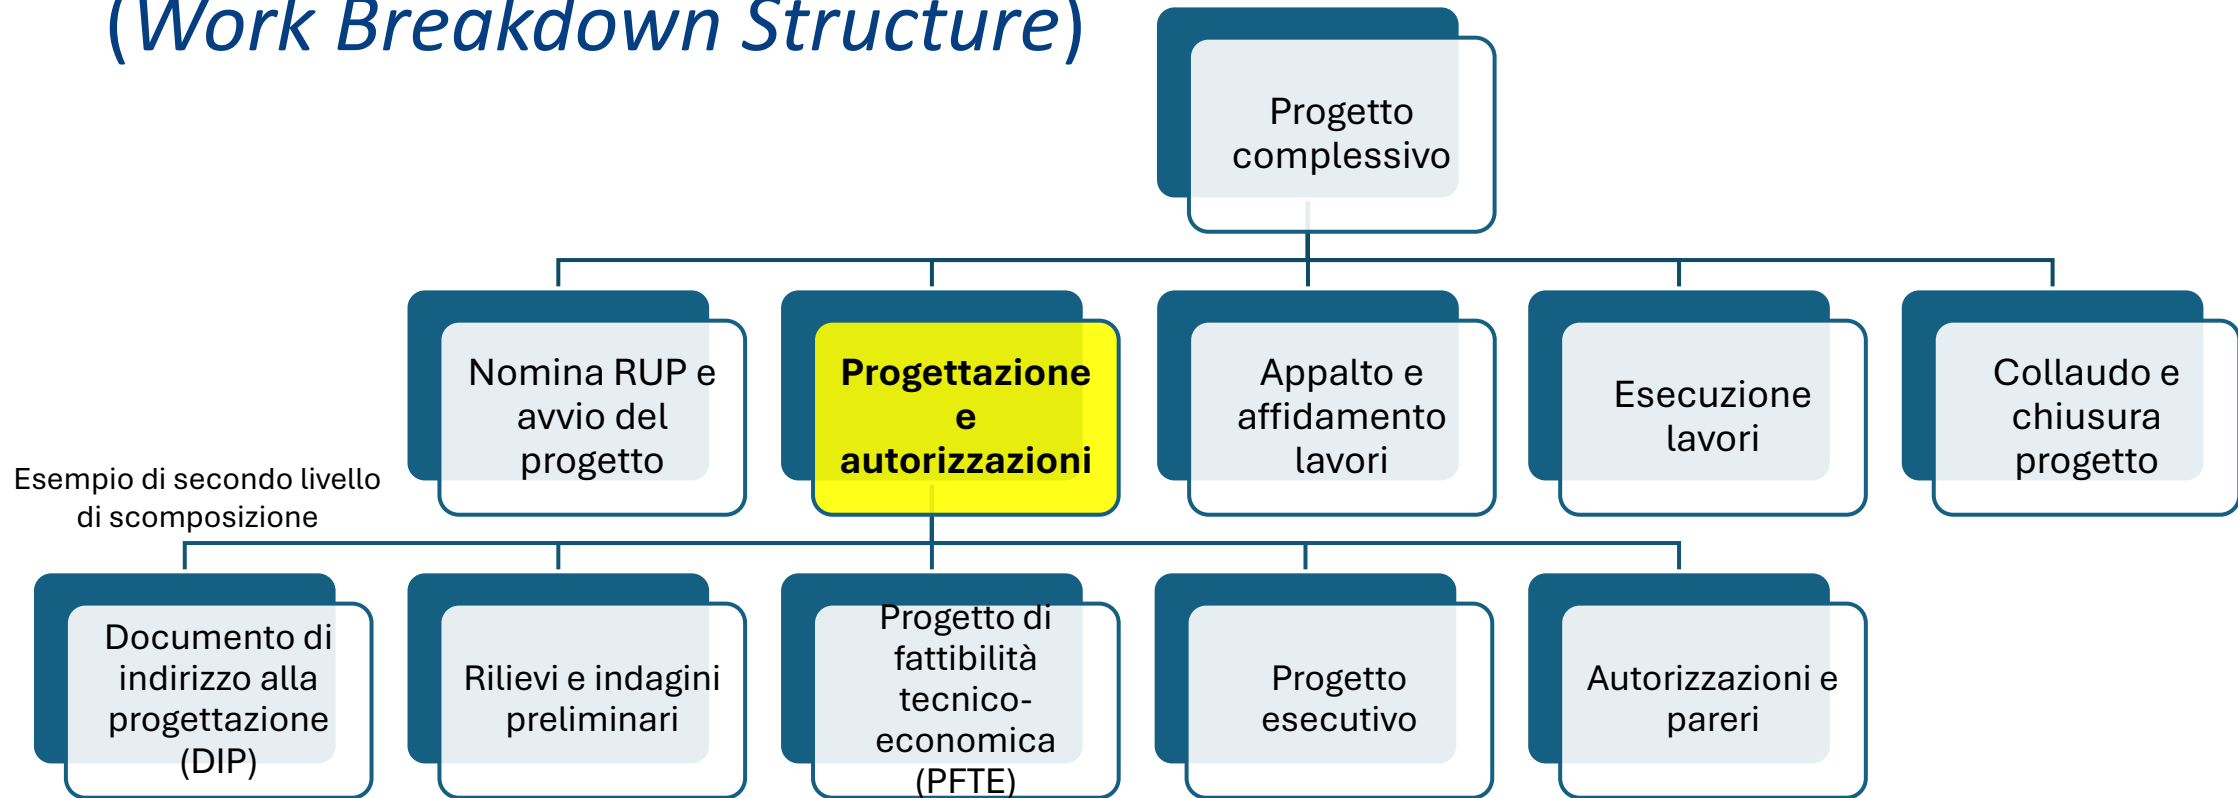 (Work Breakdown Structure)
Progetto
complessivo
Nomina RUP e
avvio del
progetto
Progettazione
e
autorizzazioni
Appalto e
affidamento
lavori
Esecuzione
lavori
Collaudo e
chiusura
progetto
Esempio di secondo livello
di scomposizione
Documento di
indirizzo alla
progettazione
(DIP)
Rilievi e indagini
preliminari
Progetto di
fattibilità
tecnico-
economica
(PFTE)
Progetto
esecutivo
Autorizzazioni e
pareri